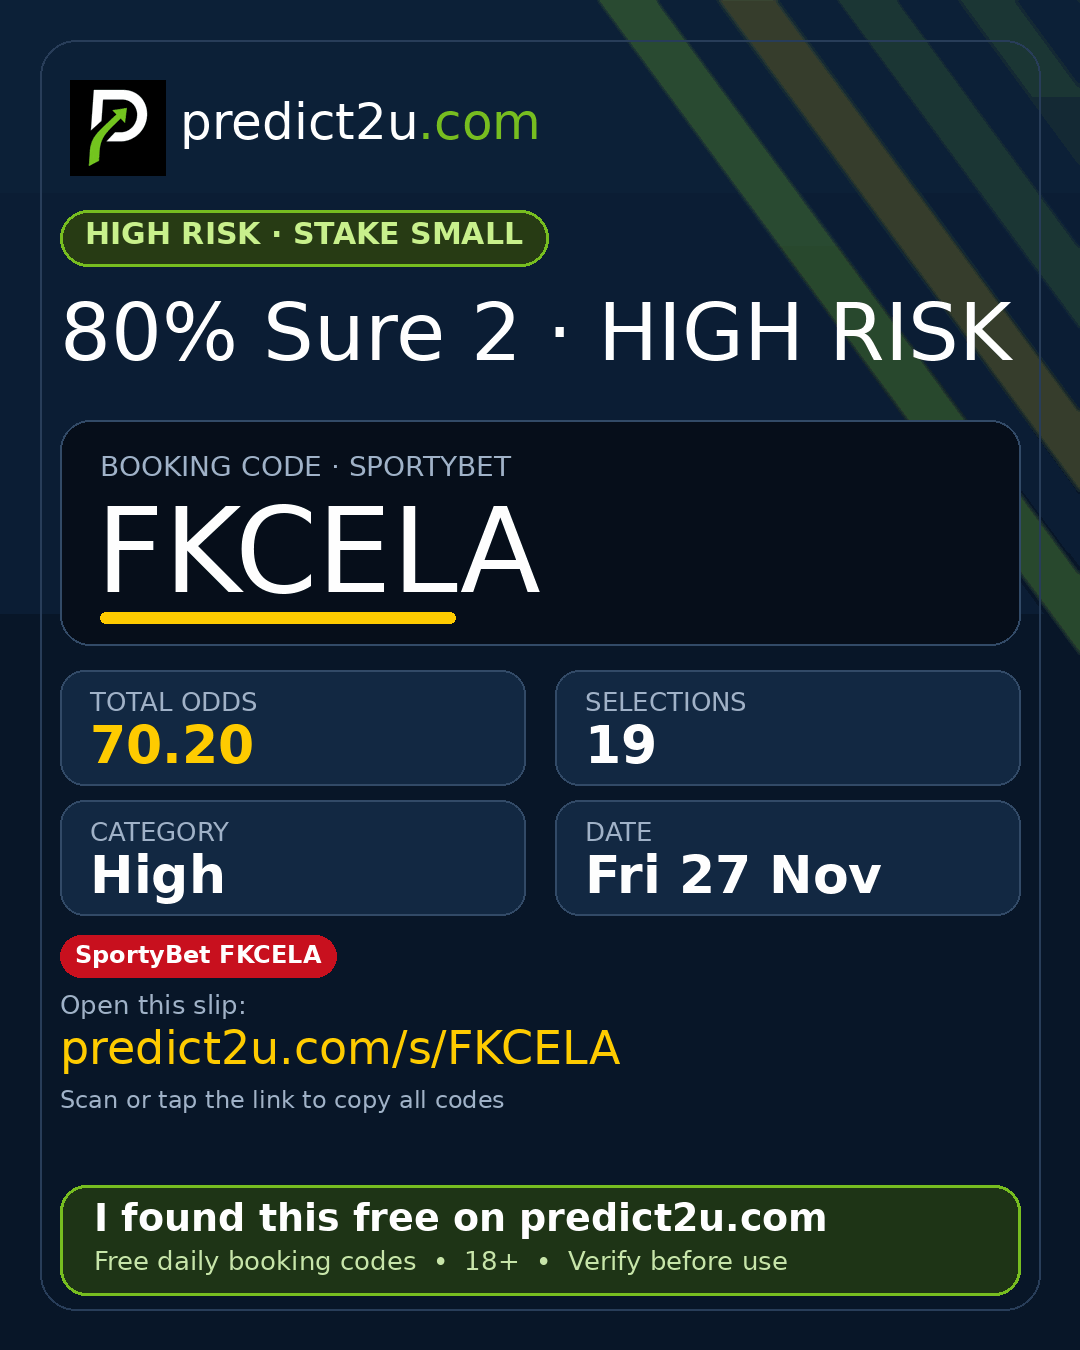 predict2u.com
HIGH RISK · STAKE SMALL
80% Sure 2 · HIGH RISK
BOOKING CODE · SPORTYBET
FKCELA
TOTAL ODDS
70.20
SELECTIONS
19
CATEGORY
High
DATE
Fri 27 Nov
SportyBet FKCELA
Open this slip:
predict2u.com/s/FKCELA
Scan or tap the link to copy all codes
I found this free on predict2u.com
Free daily booking codes • 18+ • Verify before use